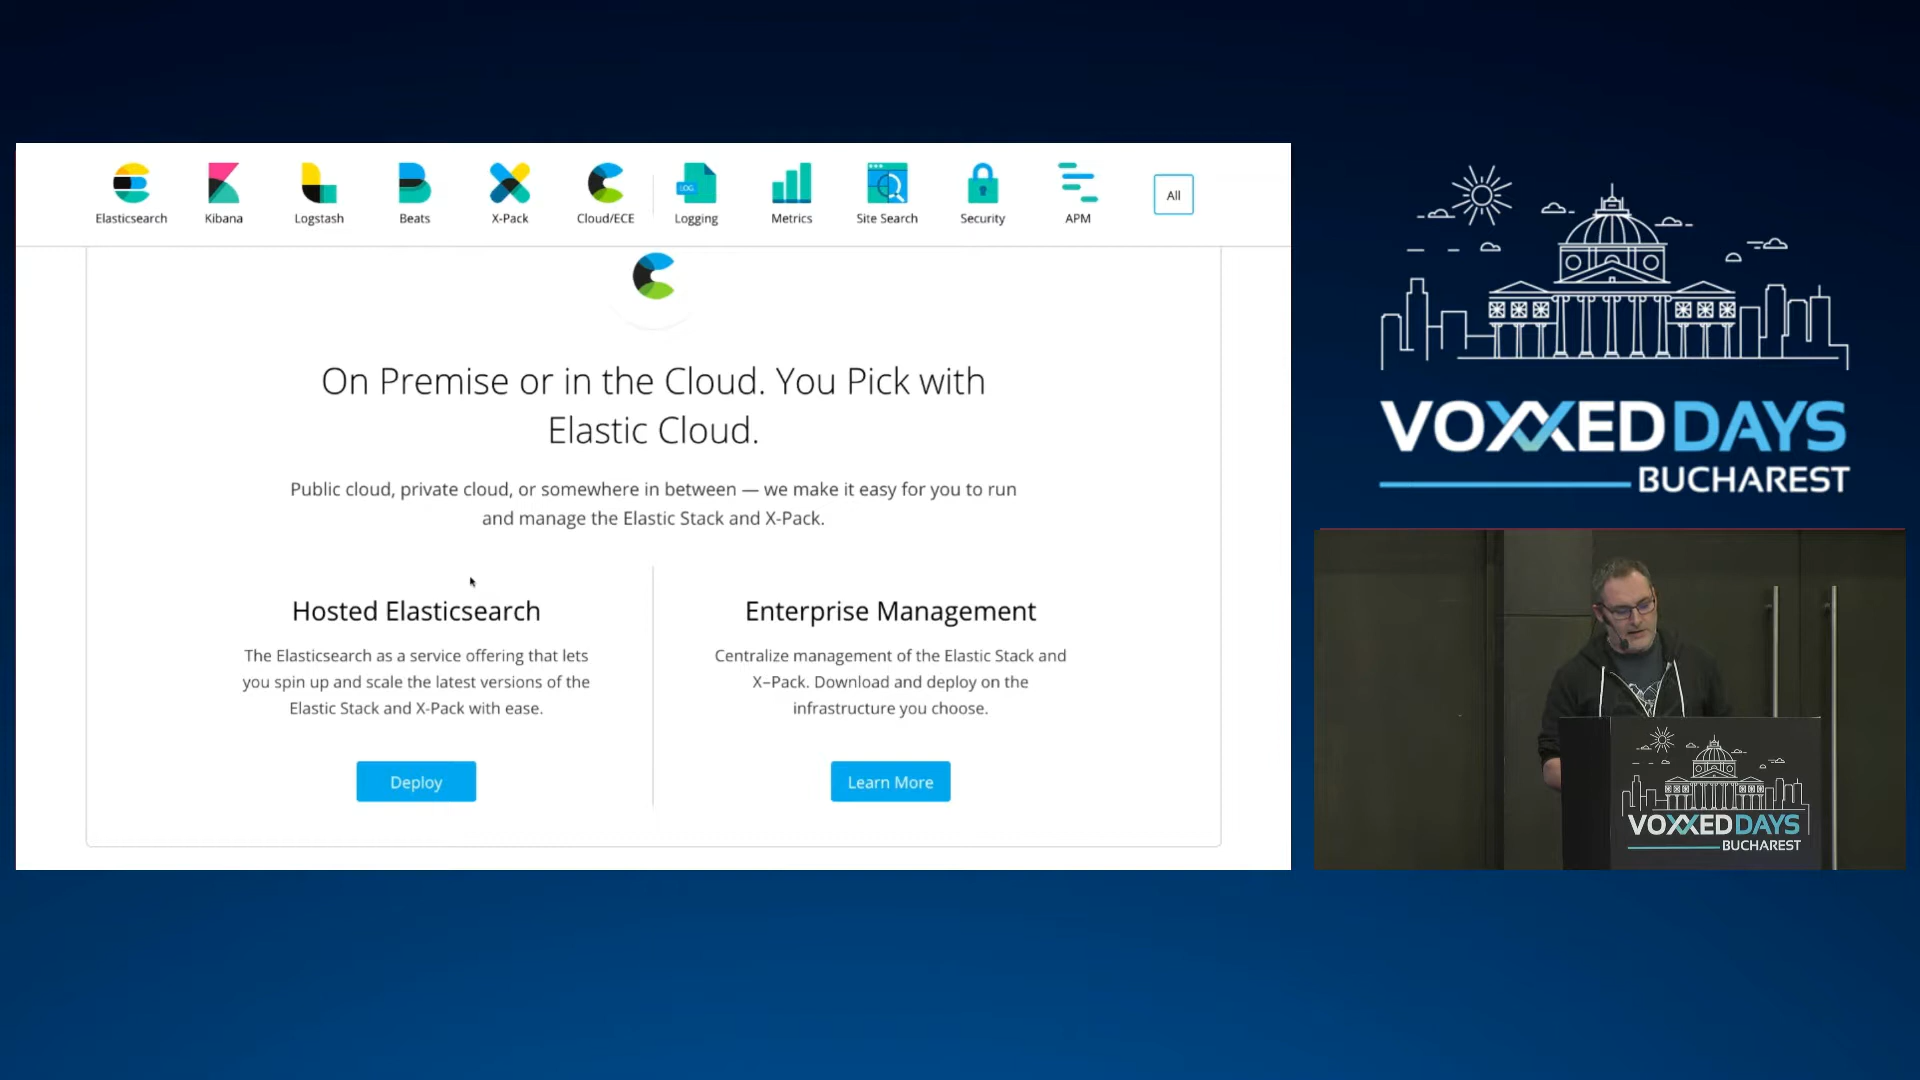 Elasticsearch
Kibana
Logstash
Beats
X-Pack
Cloud/ECE
LOG
Logging
Metrics
Site Search
Security
APM
All
On Premise or in the Cloud. You Pick with
Elastic Cloud.
Public cloud, private cloud, or somewhere in between — we make it easy for you to run
and manage the Elastic Stack and X-Pack.
Hosted Elasticsearch
The Elasticsearch as a service offering that lets
you spin up and scale the latest versions of the
Elastic Stack and X-Pack with ease.
Deploy
Enterprise Management
Centralize management of the Elastic Stack and
X–Pack. Download and deploy on the
infrastructure you choose.
Learn More
VOXXED DAYS
BUCHAREST
VOXXED DAYS
BUCHAREST